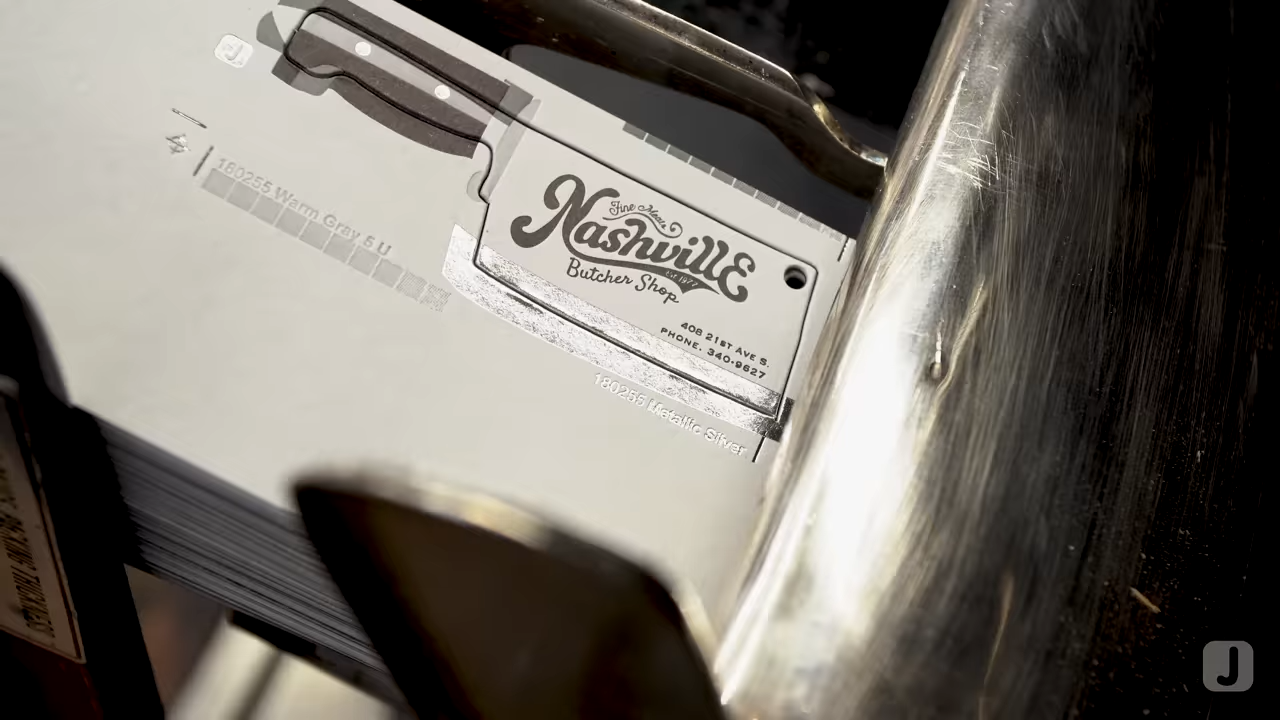 J
180255 Warm Gray 5 U
Fine Meats
Nashville
EST. 1977
Butcher Shop
408 21ST AVE S.
PHONE. 340-9627
180255 Metallic Silver
J